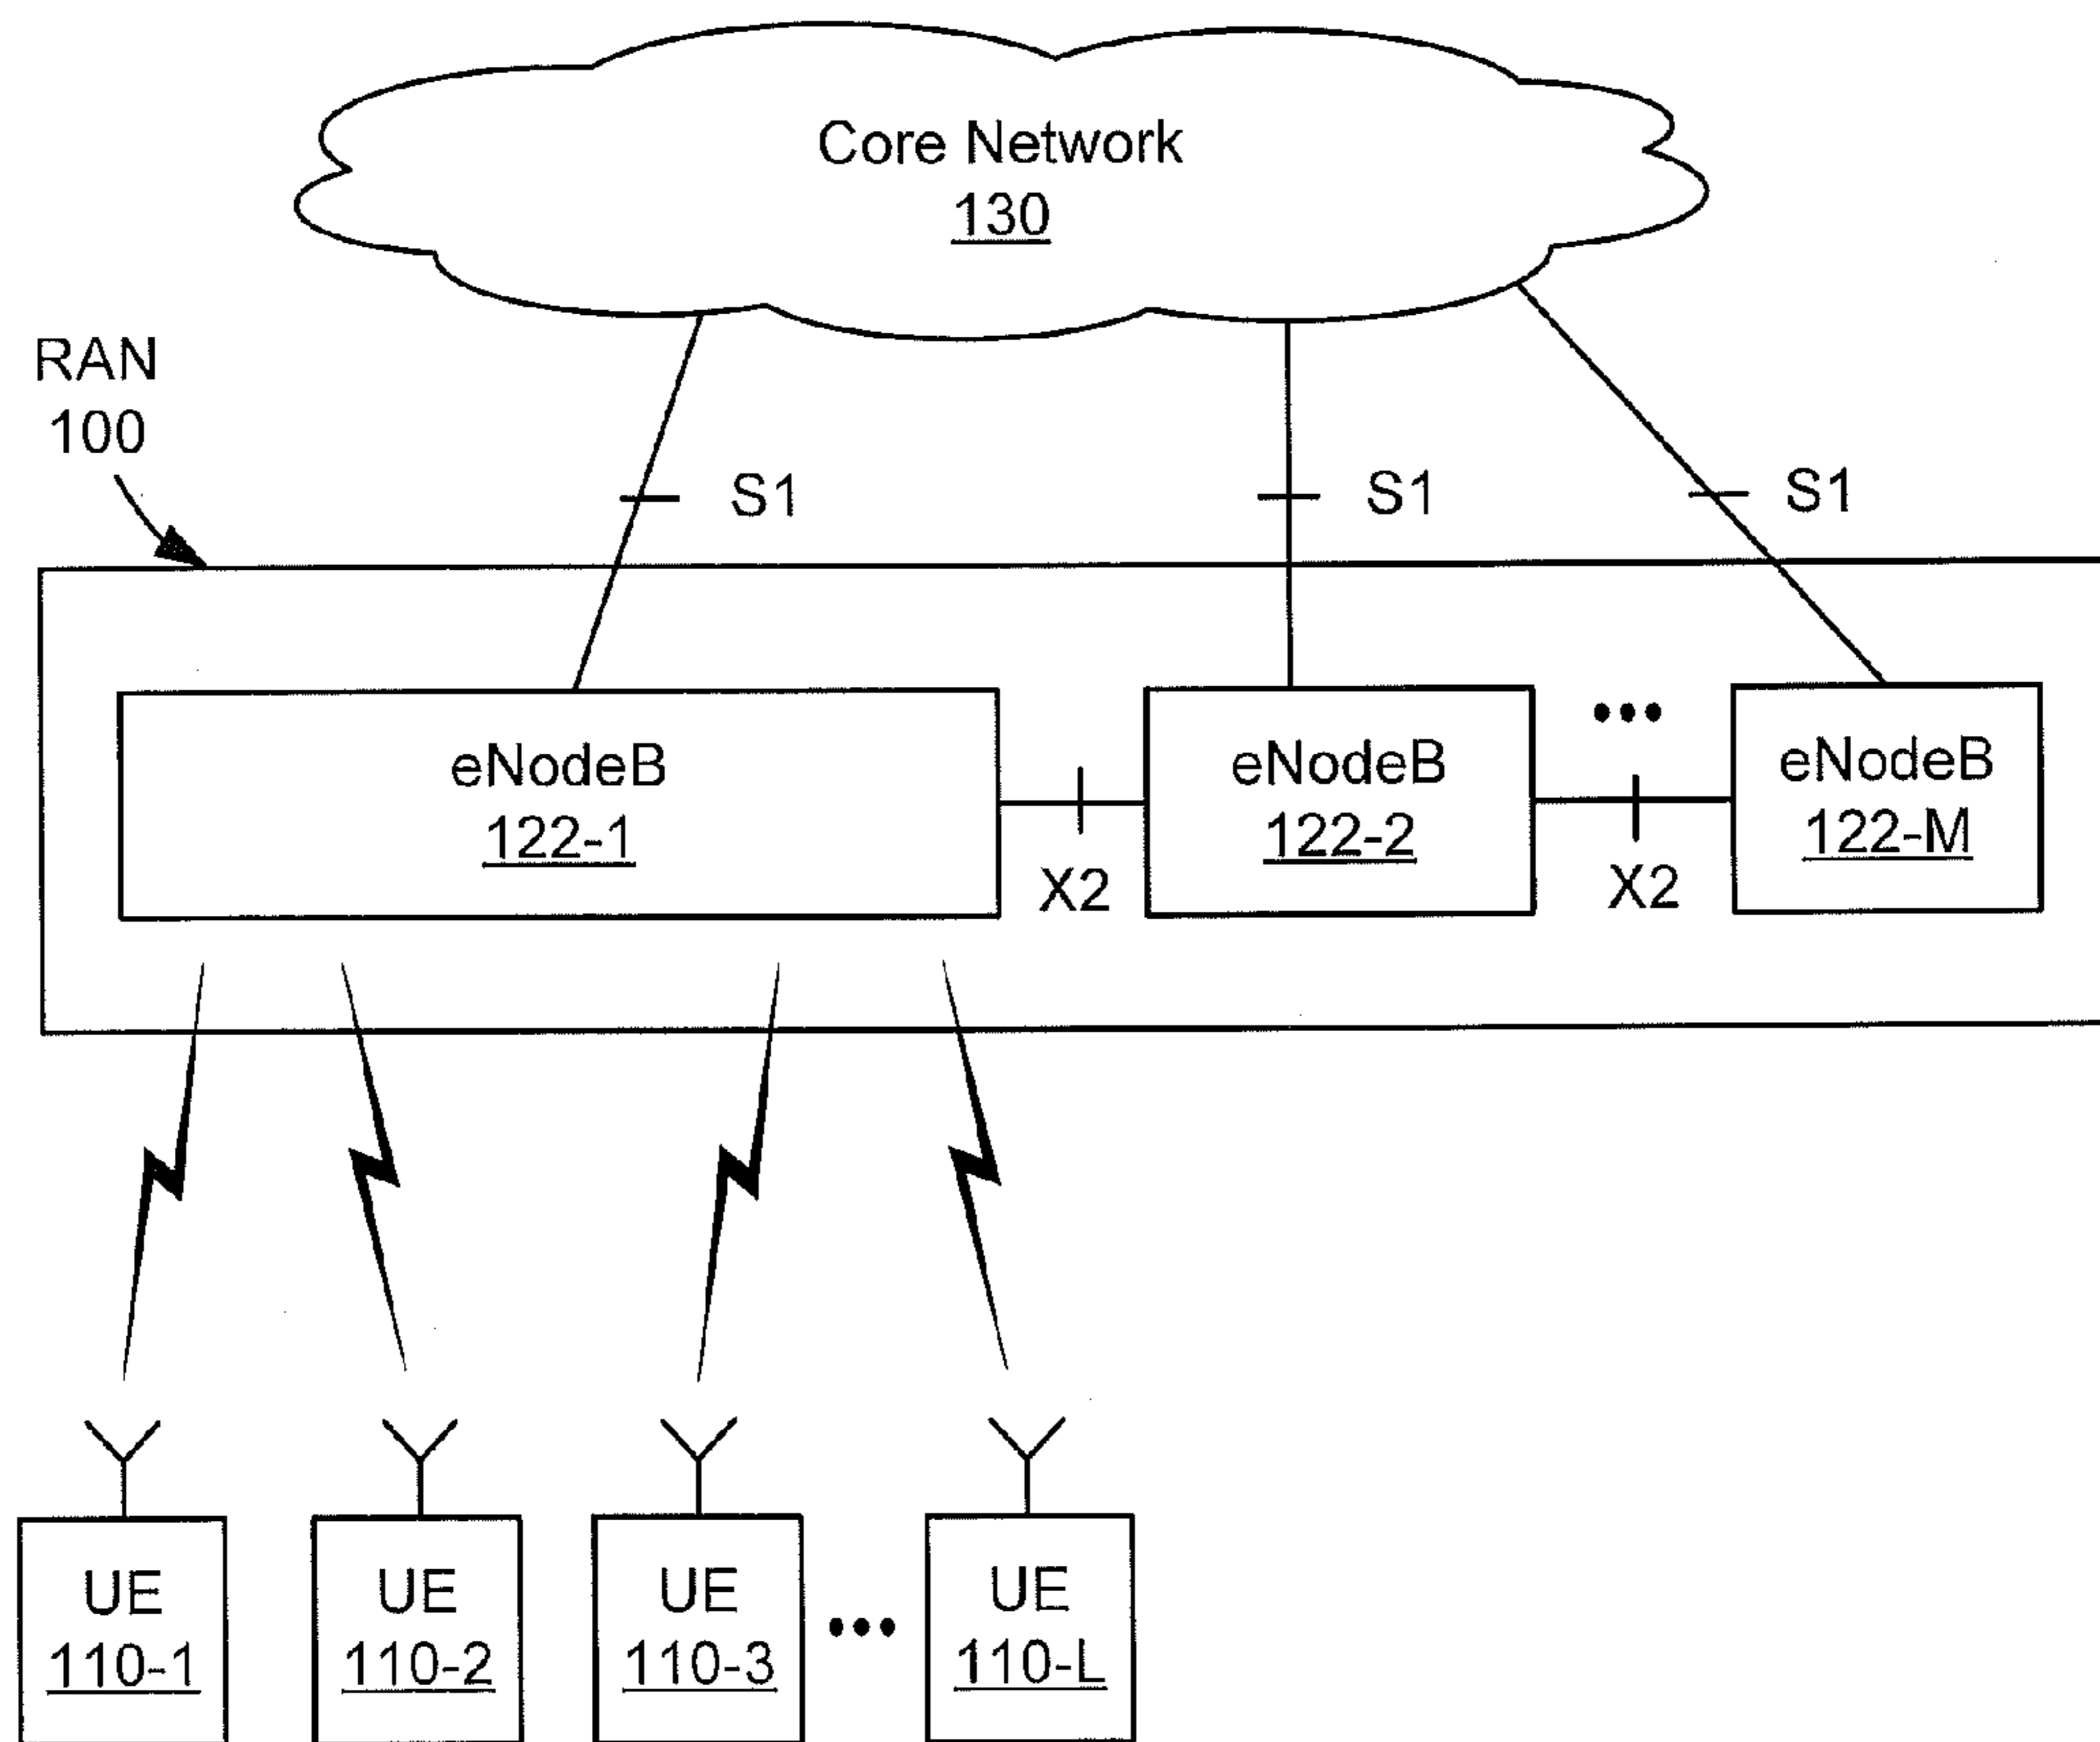 Core Network
130
RAN
100
S1
S1
S1
eNodeB
122-1
X2
eNodeB
122-2
•••
X2
eNodeB
122-M
UE
110-1
UE
110-2
UE
110-3
•••
UE
110-L